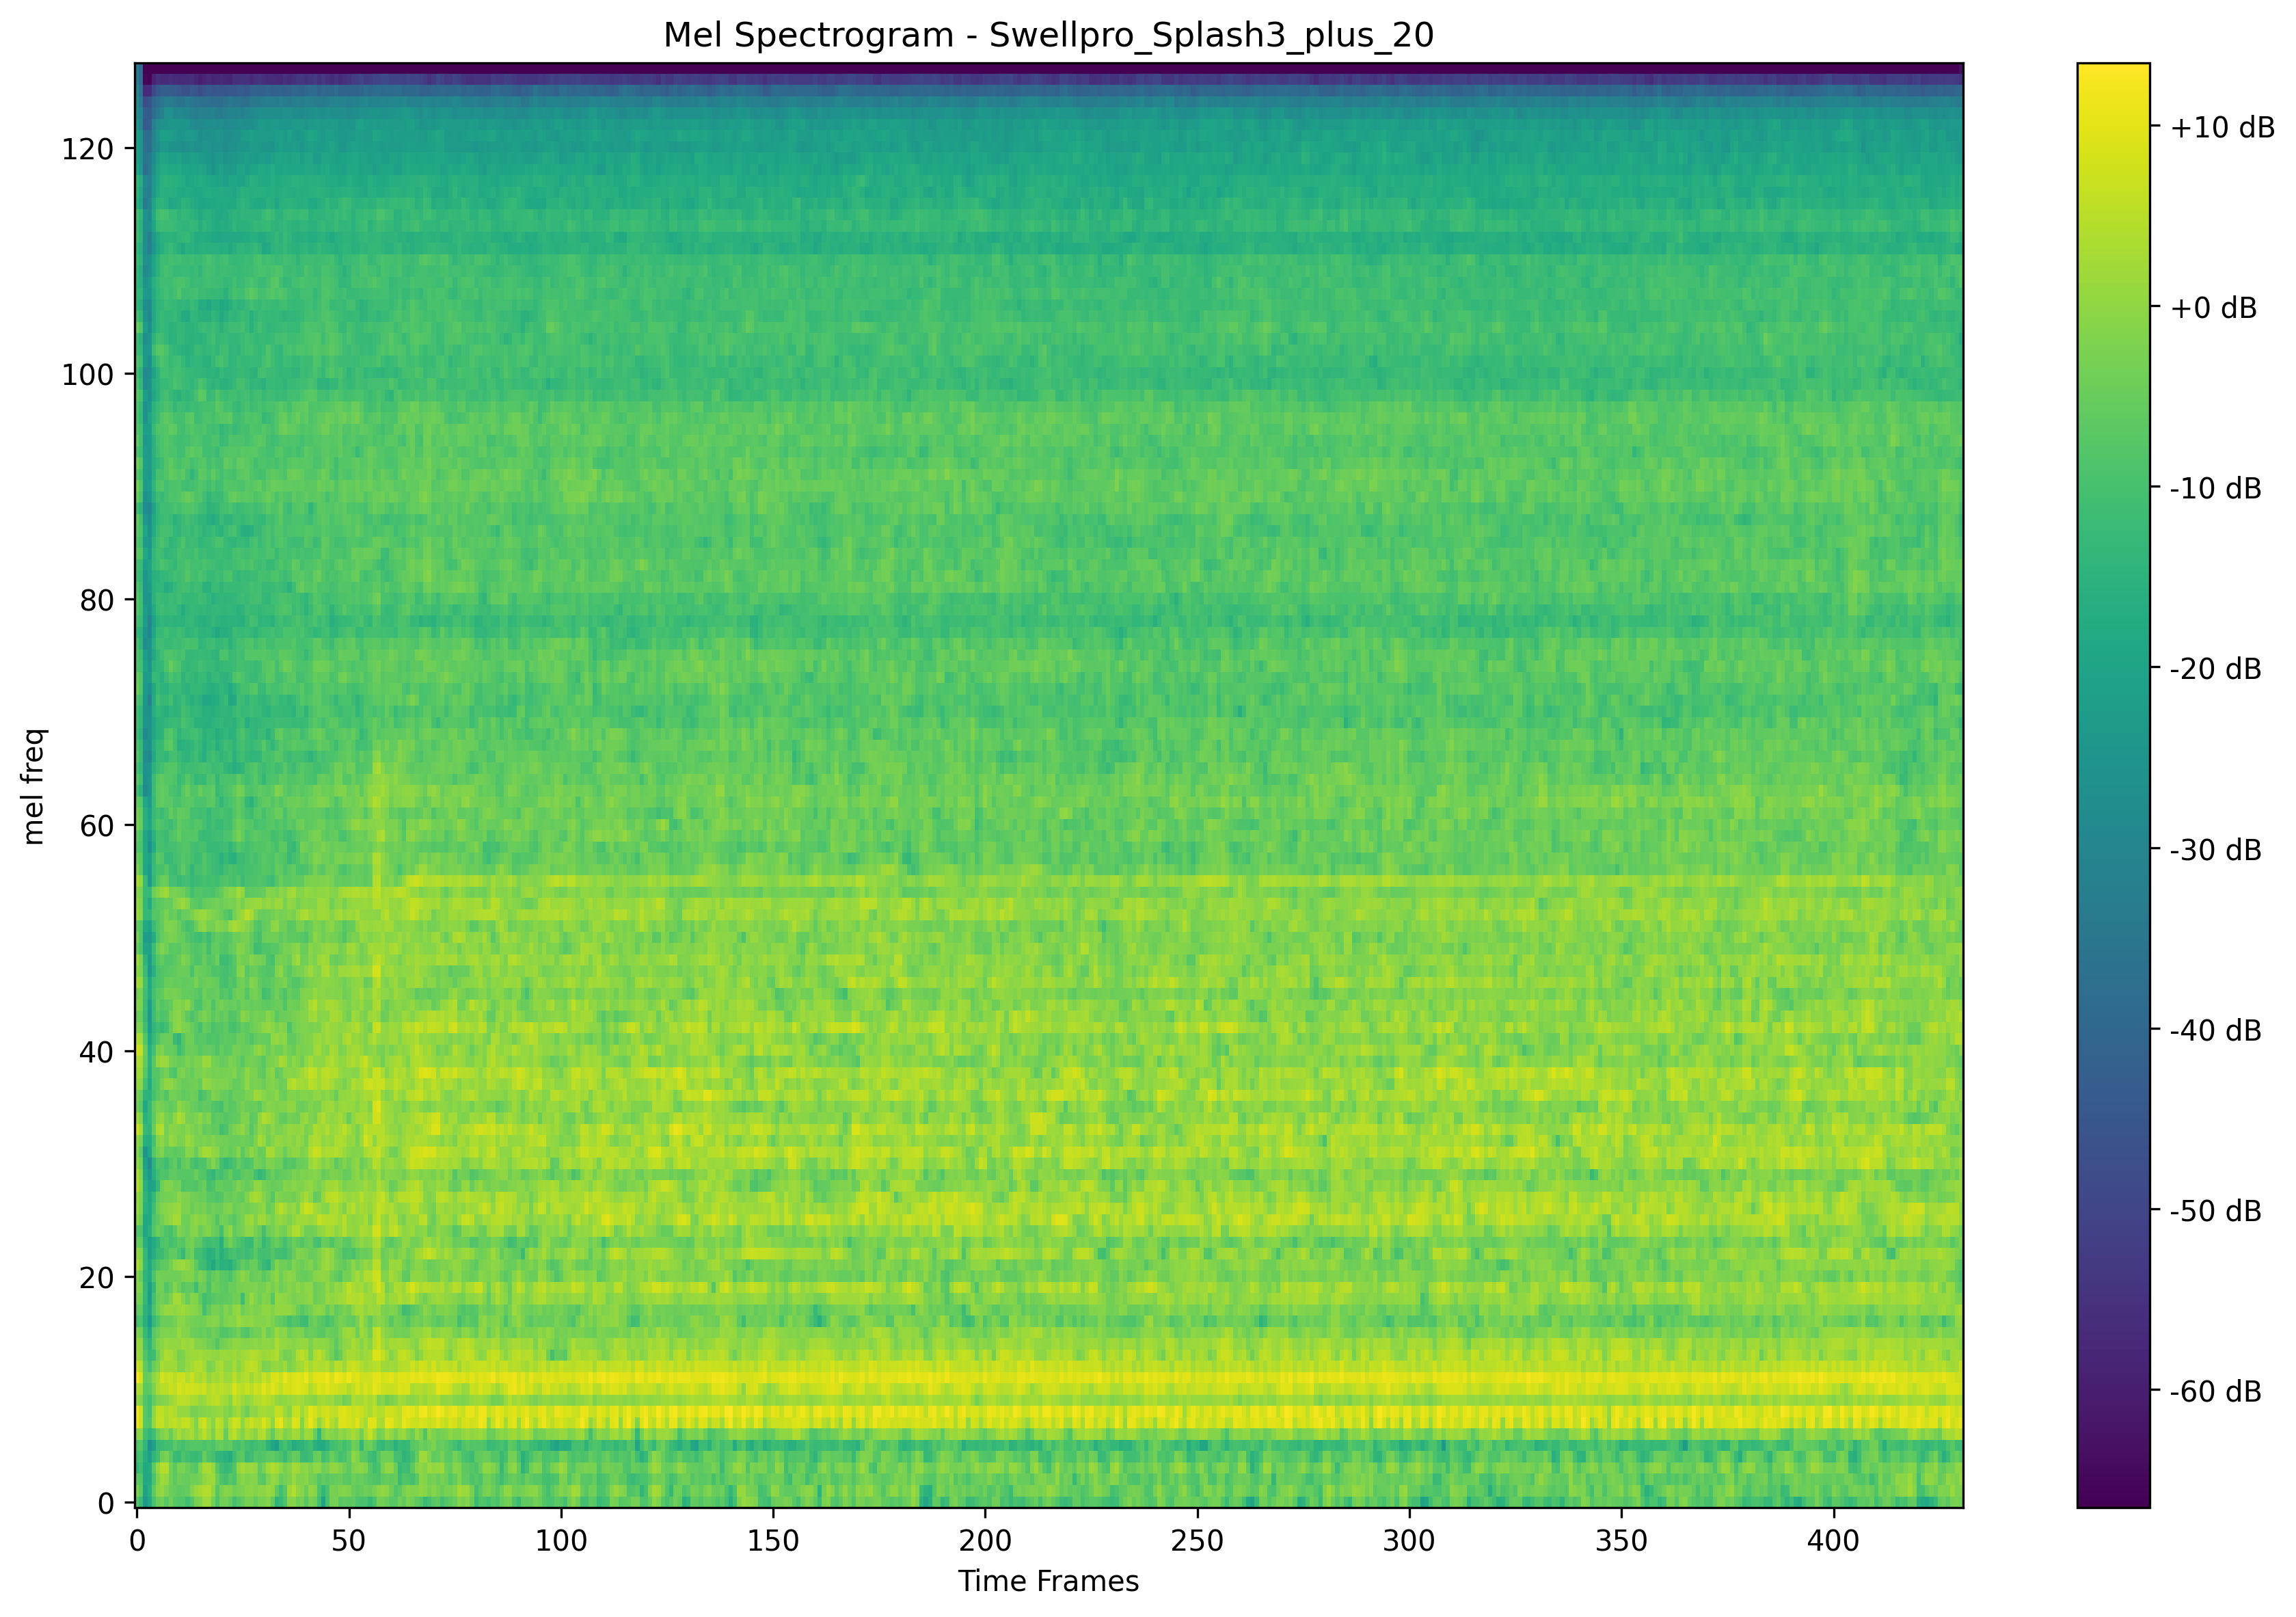 Mel Spectrogram - Swellpro_Splash3_plus_20
mel freq
120
100
80
60
40
20
0
0 50 100 150 200 250 300 350 400
Time Frames
+10 dB
+0 dB
-10 dB
-20 dB
-30 dB
-40 dB
-50 dB
-60 dB